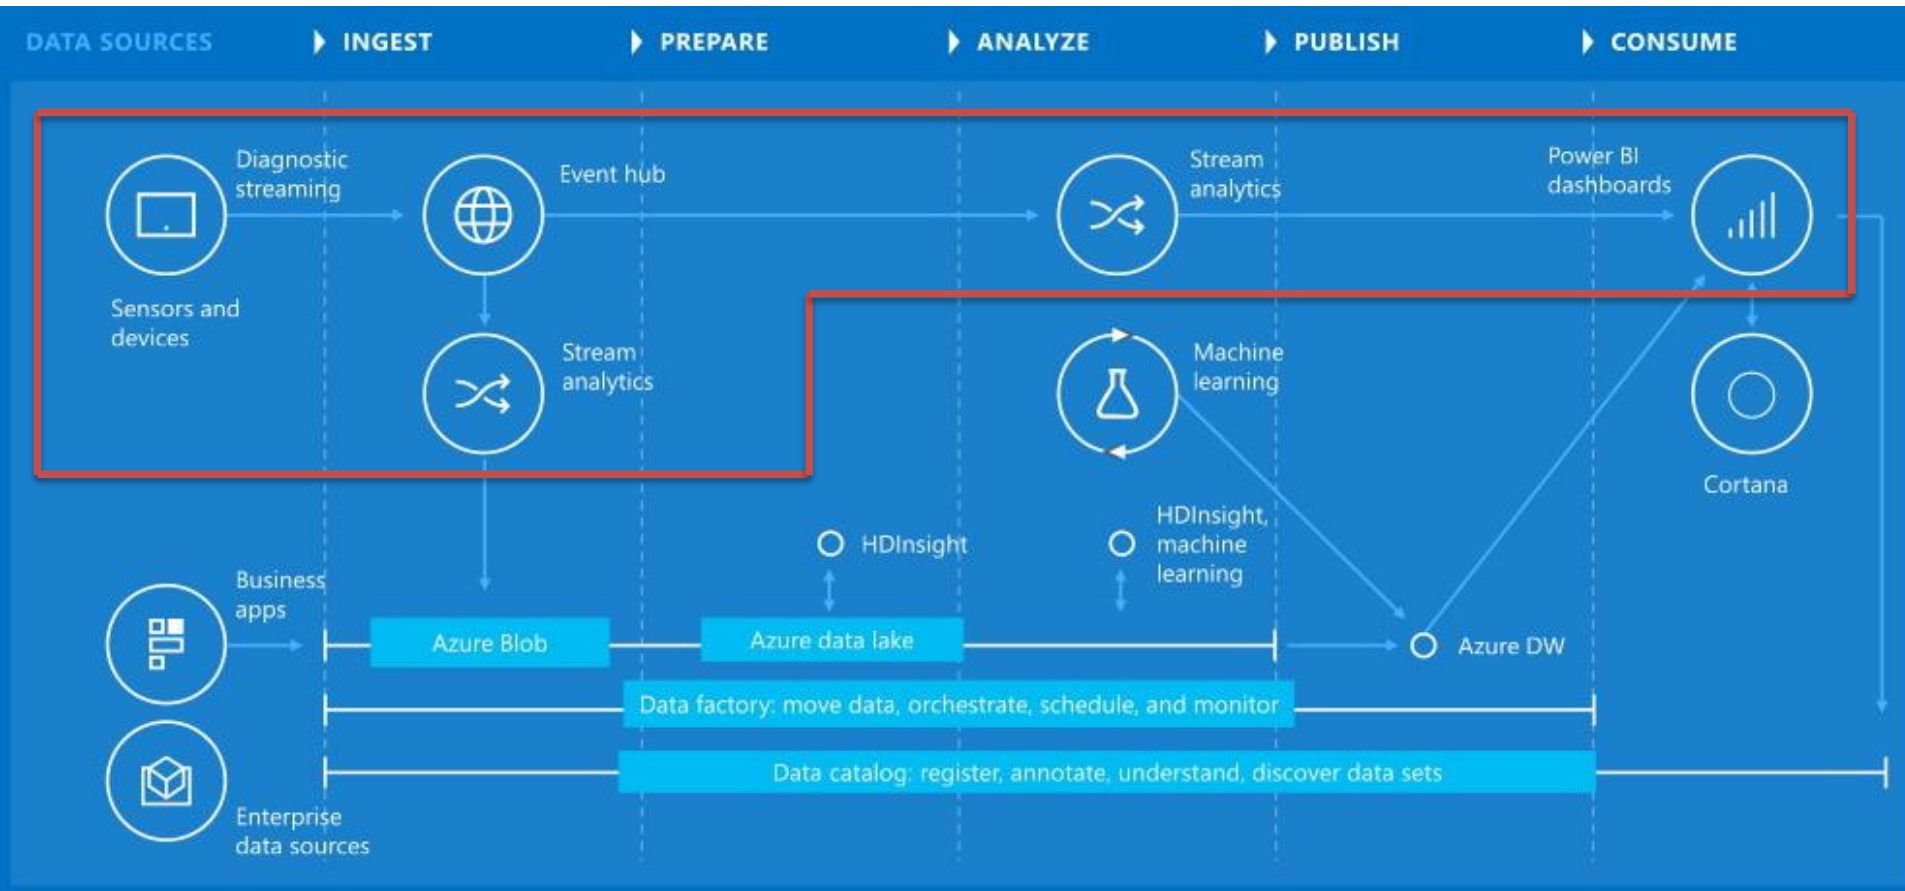 DATA SOURCES
INGEST
PREPARE
ANALYZE
PUBLISH
CONSUME
Diagnostic
streaming
Event hub
Stream
analytics
Power BI
dashboards
Sensors and
devices
Stream
analytics
Machine
learning
Cortana
HDInsight
HDInsight,
machine
learning
Business
apps
Azure Blob
Azure data lake
Azure DW
Data factory: move data, orchestrate, schedule, and monitor
Data catalog: register, annotate, understand, discover data sets
Enterprise
data sources